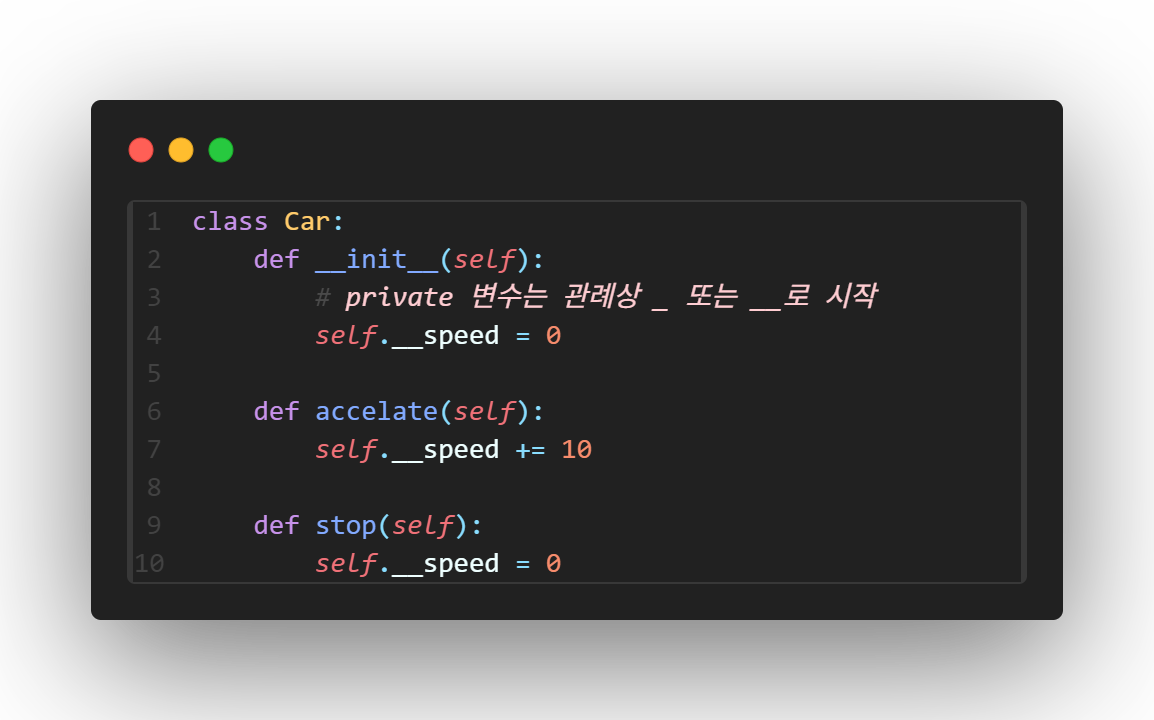 1 class Car:
2     def __init__(self):
3         # private 변수는 관례상 _ 또는 __로 시작
4         self.__speed = 0
5
6     def accelate(self):
7         self.__speed += 10
8
9     def stop(self):
10         self.__speed = 0